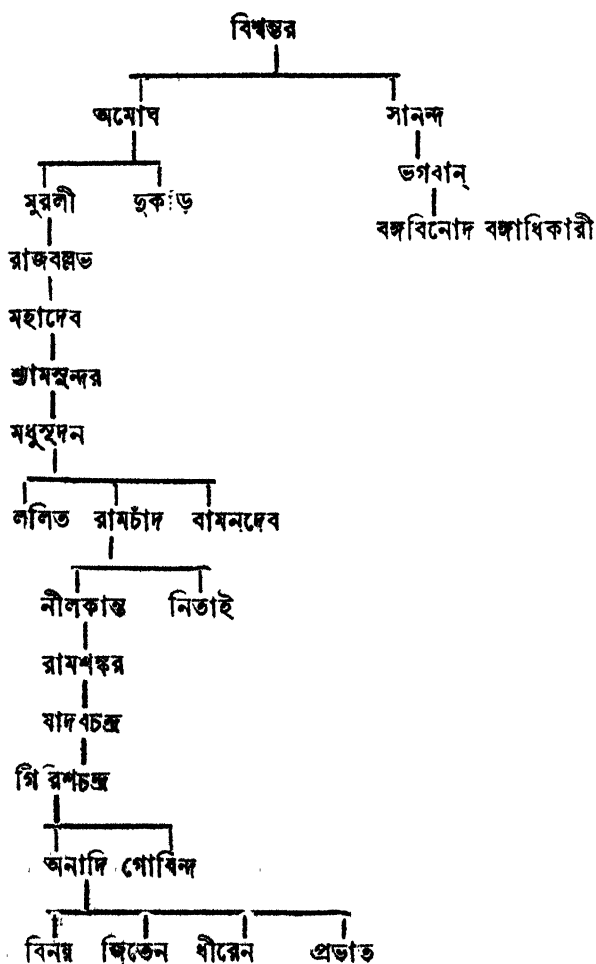 বিশ্বম্ভর
অমোঘ সানন্দ
ভগবান্
মুরলী দুকড়ি
বঙ্গবিনোদ বঙ্গাধিকারী
রাজবল্লভ
মহাদেব
শ্যামসুন্দর
মধুসূদন
ললিত রামচাঁদ বামনদেব
নীলকান্ত নিতাই
রামশঙ্কর
যাদবচন্দ্র
গিরিশচন্দ্র
অনাদি গোবিন্দ
বিনয় জিতেন ধীরেন প্রভাত